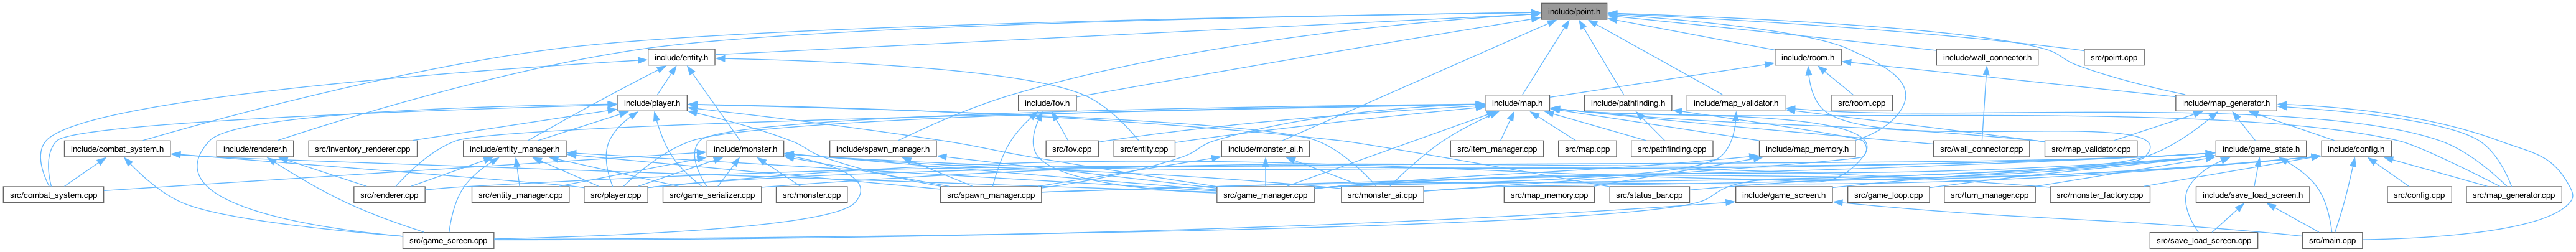 include/point.h
include/entity.h
include/room.h
include/wall_connector.h
src/point.cpp
include/player.h
include/fov.h
include/map.h
include/pathfinding.h
include/map_validator.h
src/room.cpp
include/map_generator.h
include/combat_system.h
include/renderer.h
src/inventory_renderer.cpp
include/entity_manager.h
include/monster.h
include/spawn_manager.h
src/fov.cpp
src/entity.cpp
include/monster_ai.h
src/item_manager.cpp
src/map.cpp
src/pathfinding.cpp
include/map_memory.h
src/wall_connector.cpp
src/map_validator.cpp
include/game_state.h
include/config.h
src/combat_system.cpp
src/renderer.cpp
src/entity_manager.cpp
src/player.cpp
src/game_serializer.cpp
src/monster.cpp
src/spawn_manager.cpp
src/game_manager.cpp
src/monster_ai.cpp
src/map_memory.cpp
src/status_bar.cpp
include/game_screen.h
src/game_loop.cpp
src/turn_manager.cpp
src/monster_factory.cpp
include/save_load_screen.h
src/config.cpp
src/map_generator.cpp
src/game_screen.cpp
src/save_load_screen.cpp
src/main.cpp